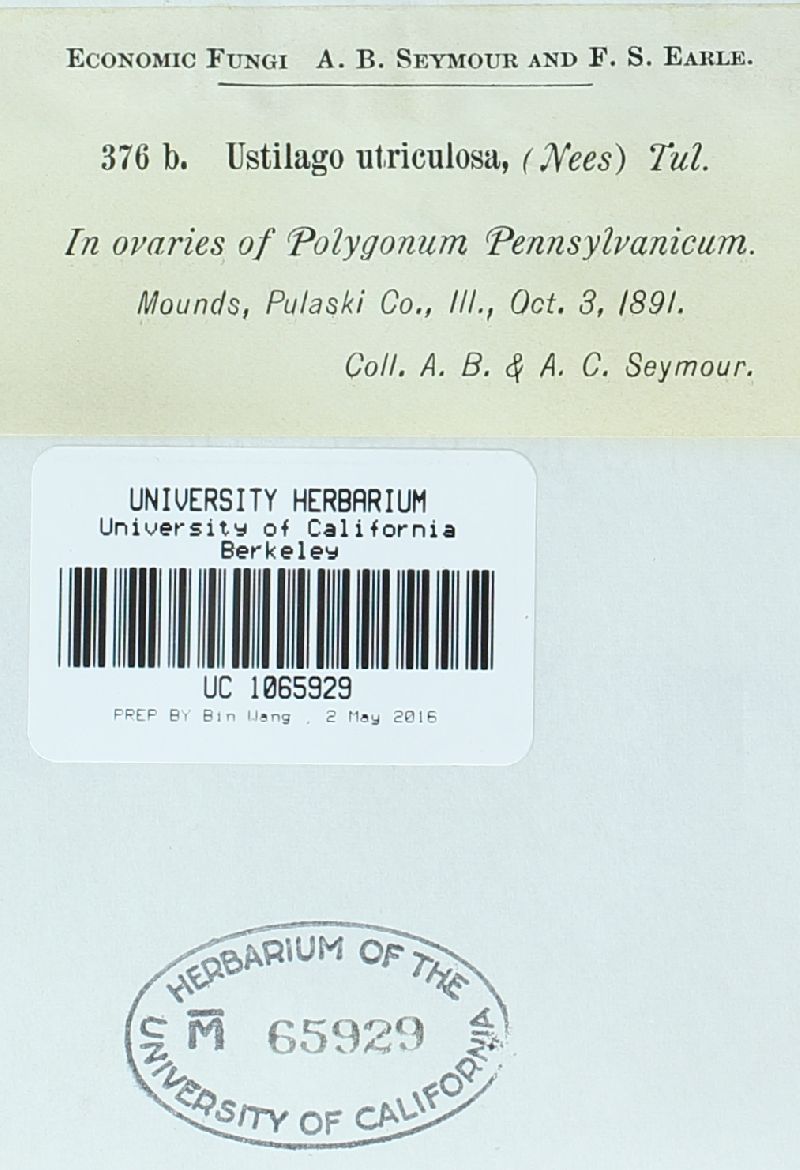 Economic Fungi A. B. Seymour and F. S. Earle.
376 b. Ustilago utriculosa, (Nees) Tul.
In ovaries of Polygonum Pennsylvanicum.
Mounds, Pulaski Co., Ill., Oct. 3, 1891.
Coll. A. B. & A. C. Seymour.
UNIVERSITY HERBARIUM
University of California
Berkeley
UC 1065929
PREP BY Bin Wang , 2 May 2016
HERBARIUM OF THE
M̅ 65929
UNIVERSITY OF CALIFORNIA